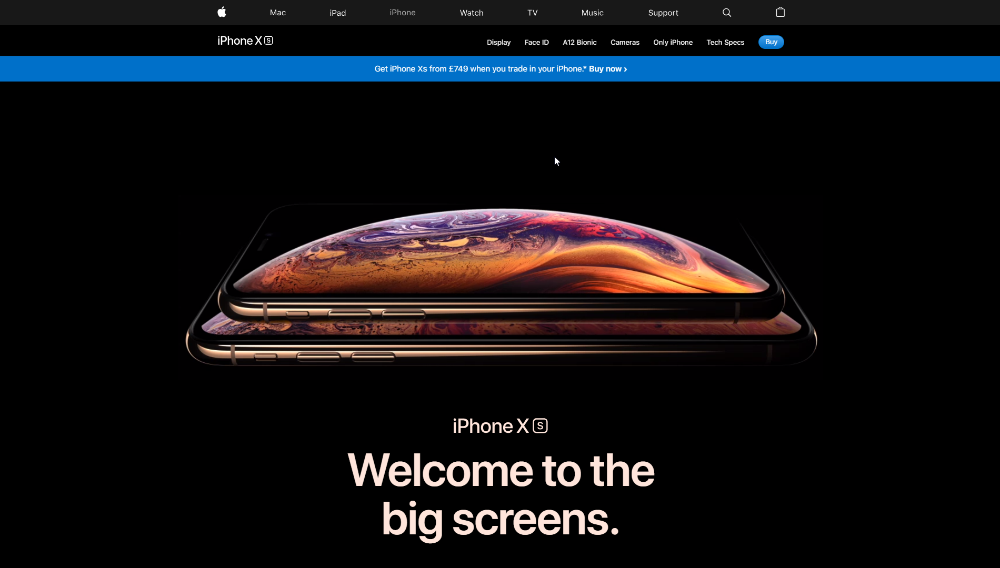 Mac iPad iPhone Watch TV Music Support
iPhone XS
Display Face ID A12 Bionic Cameras Only iPhone Tech Specs Buy
Get iPhone Xs from £749 when you trade in your iPhone.* Buy now ›
iPhone XS
Welcome to the
big screens.